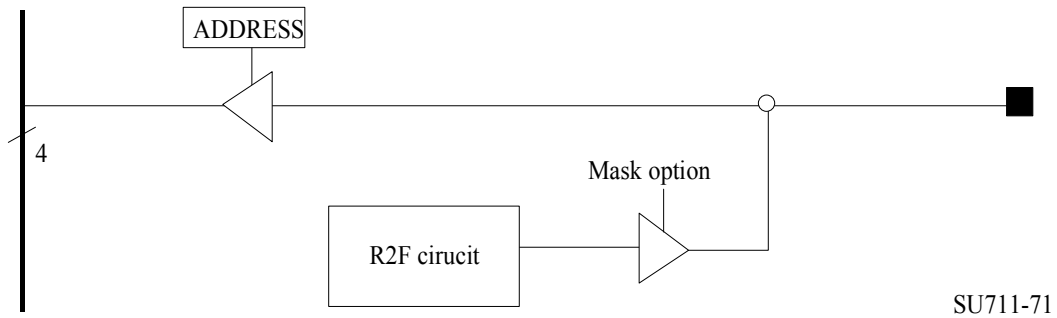 ADDRESS
4
Mask option
R2F cirucit
SU711-71